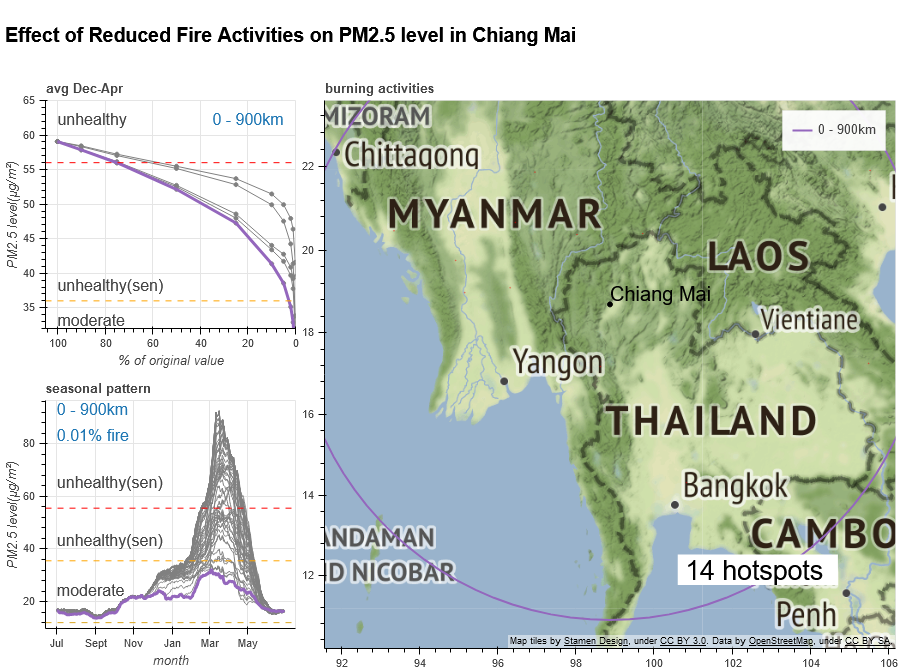 Effect of Reduced Fire Activities on PM2.5 level in Chiang Mai
avg Dec-Apr
65
60
55
50
45
40
35
PM2.5 level(µg/m²)
unhealthy
0 - 900km
unhealthy(sen)
moderate
100
80
60
40
20
0
% of original value
seasonal pattern
80
60
40
20
PM2.5 level(µg/m²)
0 - 900km
0.01% fire
unhealthy(sen)
unhealthy(sen)
moderate
Jul
Sept
Nov
Jan
Mar
May
month
burning activities
22
20
18
16
14
12
MIZORAM
0 - 900km
Chittagong
MYANMAR
LAOS
Chiang Mai
Vientiane
Yangon
THAILAND
Bangkok
CAMBO
ANDAMAN
D NICOBAR
14 hotspots
Penh
Map tiles by Stamen Design, under CC BY 3.0. Data by OpenStreetMap, under CC BY SA.
92
94
96
98
100
102
104
106